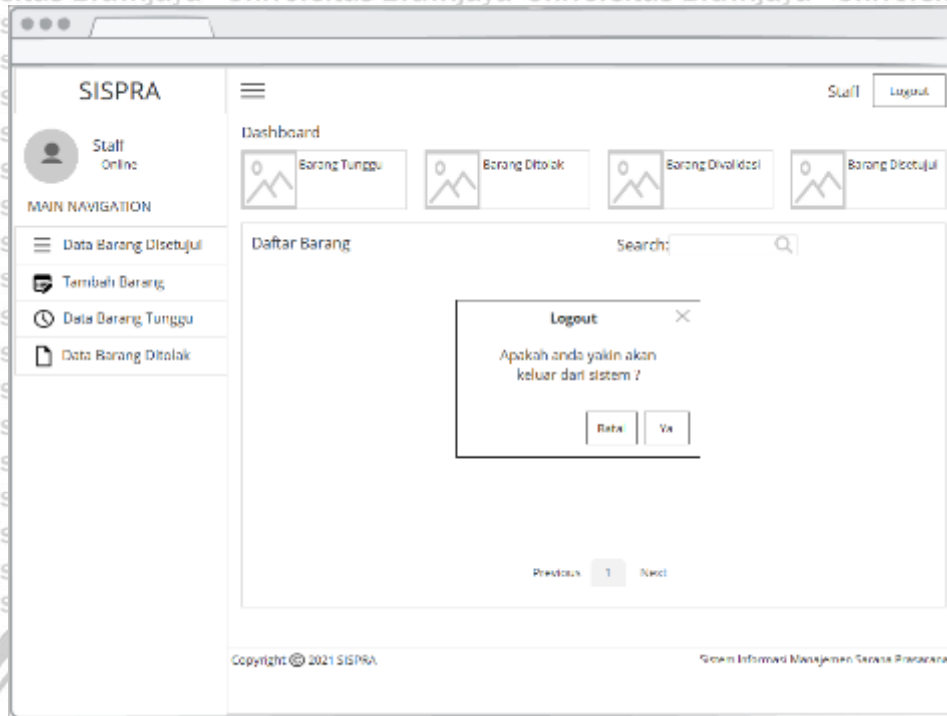 SISPRA
Staff
Logout
Staff
Online
MAIN NAVIGATION
Data Barang Disetujui
Tambah Barang
Data Barang Tunggu
Data Barang Ditolak
Dashboard
Barang Tunggu
Barang Ditolak
Barang Divalidasi
Barang Disetujui
Daftar Barang
Search:
Logout
Apakah anda yakin akan
keluar dari sistem ?
Batal
Ya
Previous 1 Next
Copyright © 2021 SISPRA
Sistem Informasi Manajemen Sarana Prasarana